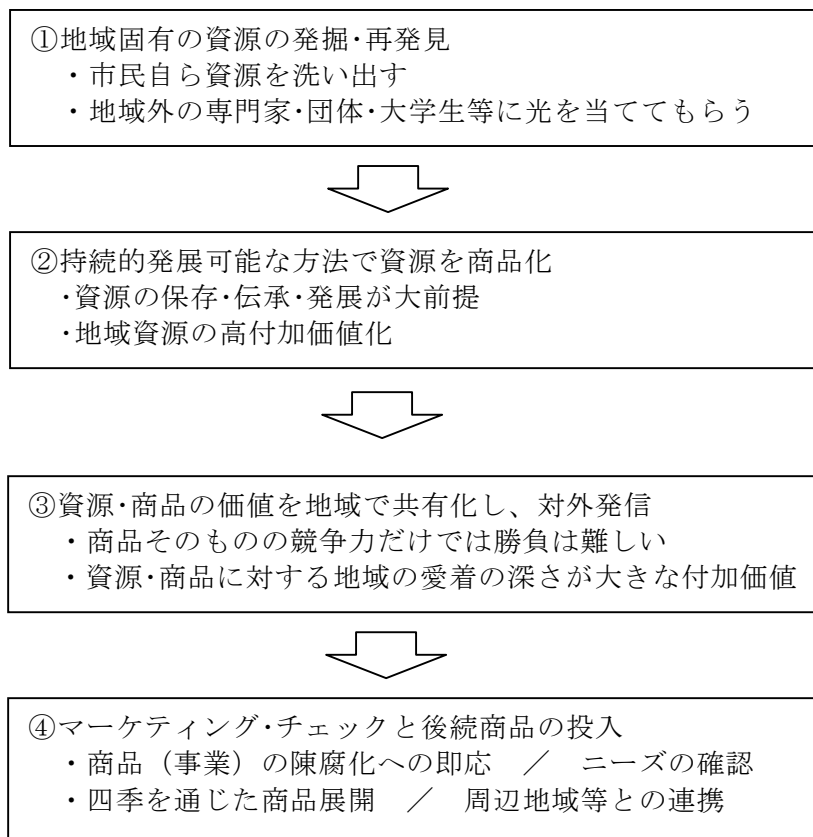 ①地域固有の資源の発掘･再発見
・市民自ら資源を洗い出す
・地域外の専門家･団体･大学生等に光を当ててもらう
②持続的発展可能な方法で資源を商品化
･資源の保存･伝承･発展が大前提
･地域資源の高付加価値化
③資源･商品の価値を地域で共有化し、対外発信
・商品そのものの競争力だけでは勝負は難しい
・資源･商品に対する地域の愛着の深さが大きな付加価値
④マーケティング･チェックと後続商品の投入
・商品（事業）の陳腐化への即応　／　ニーズの確認
・四季を通じた商品展開　／　周辺地域等との連携